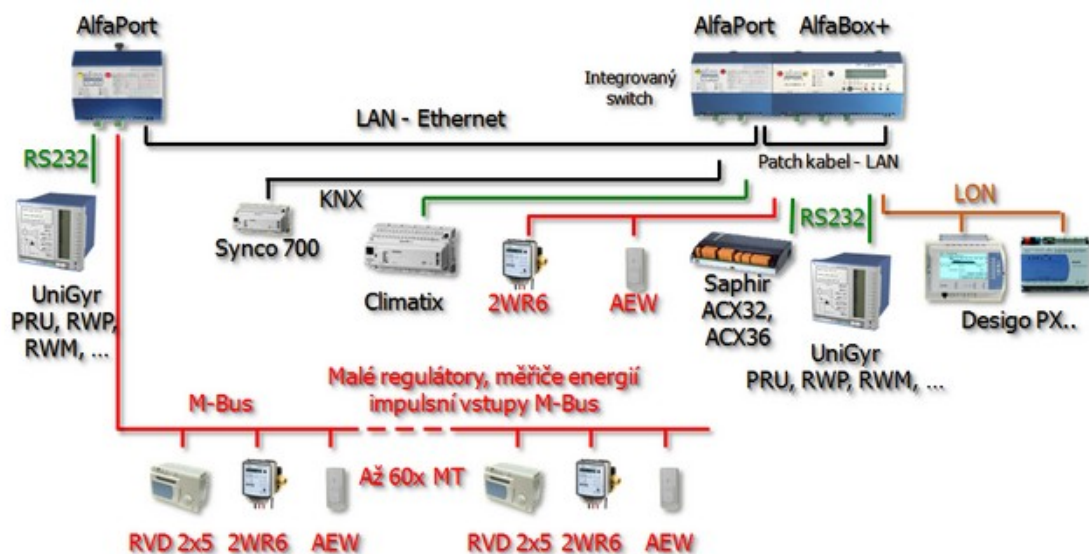 AlfaPort
AlfaPort
AlfaBox+
Integrovaný
switch
LAN - Ethernet
Patch kabel - LAN
RS232
KNX
RS232
LON
Synco 700
Climatix
2WR6
AEW
Saphir
ACX32,
ACX36
Desigo PX..
UniGyr
PRU, RWP,
RWM, ...
UniGyr
PRU, RWP, RWM, ...
M-Bus
Malé regulátory, měřiče energií
impulsní vstupy M-Bus
Až 60x MT
RVD 2x5
2WR6
AEW
RVD 2x5
2WR6
AEW